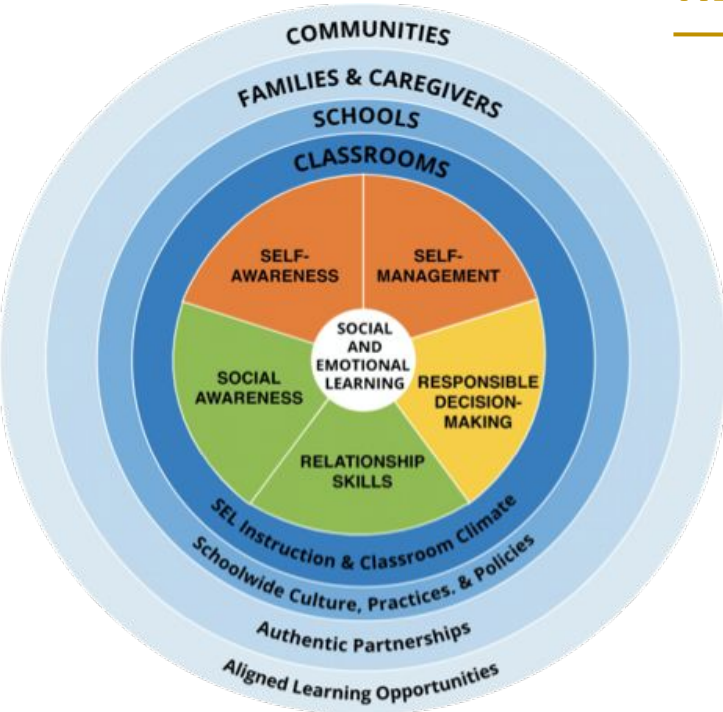 COMMUNITIES
FAMILIES & CAREGIVERS
SCHOOLS
CLASSROOMS
SELF-
AWARENESS
SELF-
MANAGEMENT
SOCIAL
AND
EMOTIONAL
LEARNING
SOCIAL
AWARENESS
RESPONSIBLE
DECISION-
MAKING
RELATIONSHIP
SKILLS
SEL Instruction & Classroom Climate
Schoolwide Culture, Practices. & Policies
Authentic Partnerships
Aligned Learning Opportunities